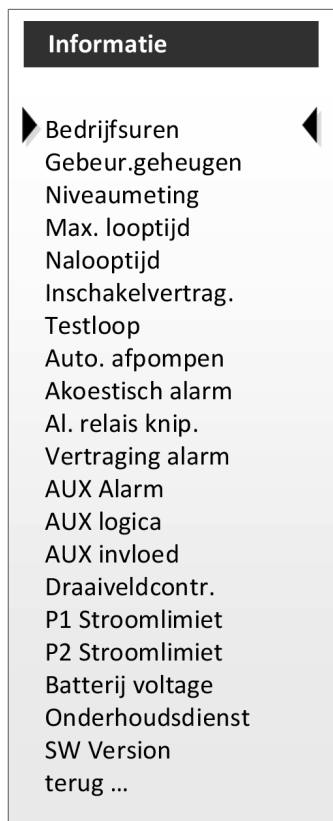 Informatie
Bedrijfsuren
Gebeur.geheugen
Niveaumeting
Max. looptijd
Nalooptijd
Inschakelvertrag.
Testloop
Auto. afpompen
Akoestisch alarm
Al. relais knip.
Vertraging alarm
AUX Alarm
AUX logica
AUX invloed
Draaiveldcontr.
P1 Stroomlimiet
P2 Stroomlimiet
Batterij voltage
Onderhoudsdienst
SW Version
terug ...